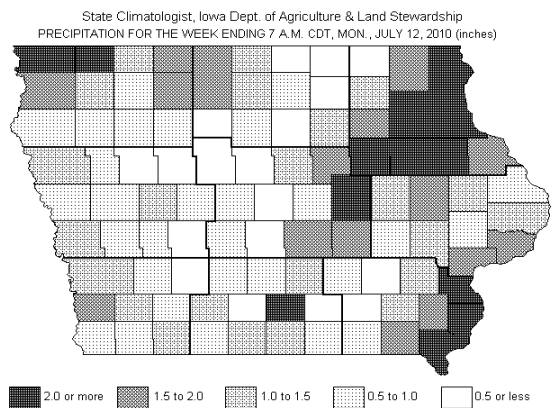 State Climatologist, Iowa Dept. of Agriculture & Land Stewardship
PRECIPITATION FOR THE WEEK ENDING 7 A.M. CDT, MON., JULY 12, 2010 (inches)
2.0 or more 1.5 to 2.0 1.0 to 1.5 0.5 to 1.0 0.5 or less